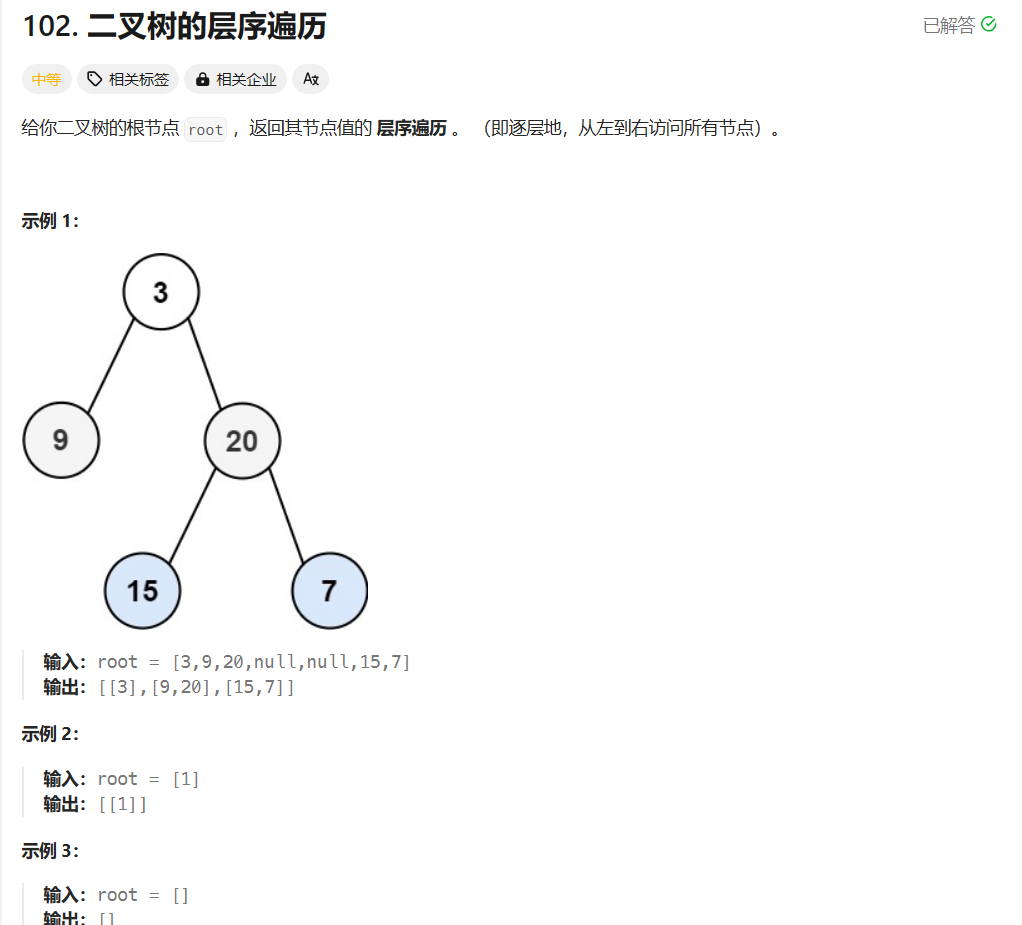 102. 二叉树的层序遍历
已解答
中等 相关标签 相关企业 Az
给你二叉树的根节点 root ，返回其节点值的 层序遍历 。 （即逐层地，从左到右访问所有节点）。
示例 1：
3
9
20
15
7
输入：root = [3,9,20,null,null,15,7]
输出：[[3],[9,20],[15,7]]
示例 2：
输入：root = [1]
输出：[[1]]
示例 3：
输入：root = []
输出：[]